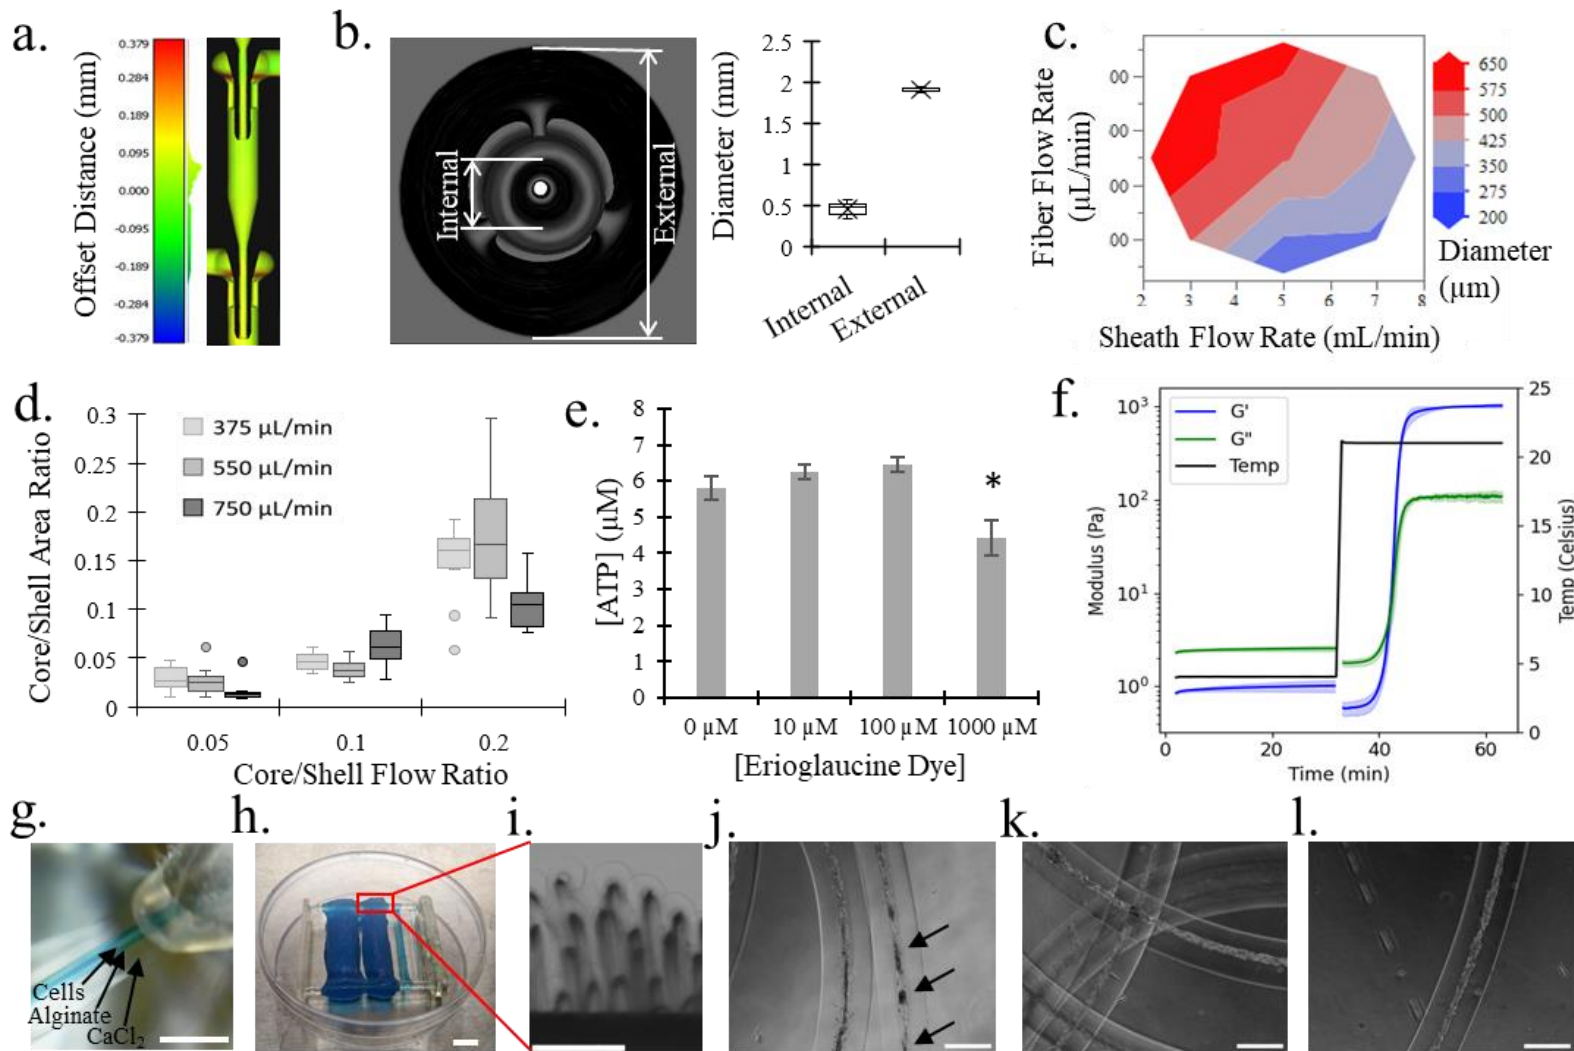 a.
Offset Distance (mm)
0.379
0.284
0.189
0.095
0.000
-0.095
-0.189
-0.284
-0.379
b.
Internal
External
Diameter (mm)
2.5
2
1.5
1
0.5
0
Internal
External
c.
Fiber Flow Rate
(µL/min)
00
00
00
00
2 3 4 5 6 7 8
Sheath Flow Rate (mL/min)
650
575
500
425
350
275
200
Diameter
(µm)
d.
Core/Shell Area Ratio
0.3
0.25
0.2
0.15
0.1
0.05
0
375 µL/min
550 µL/min
750 µL/min
0.05 0.1 0.2
Core/Shell Flow Ratio
e.
[ATP] (µM)
8
7
6
5
4
3
2
1
0
*
0 µM 10 µM 100 µM 1000 µM
[Erioglaucine Dye]
f.
Modulus (Pa)
10³
10²
10¹
10⁰
G'
G"
Temp
25
20
15
10
5
0
Temp (Celsius)
0 20 40 60
Time (min)
g.
Cells
Alginate
CaCl₂
h.
i.
j.
k.
l.